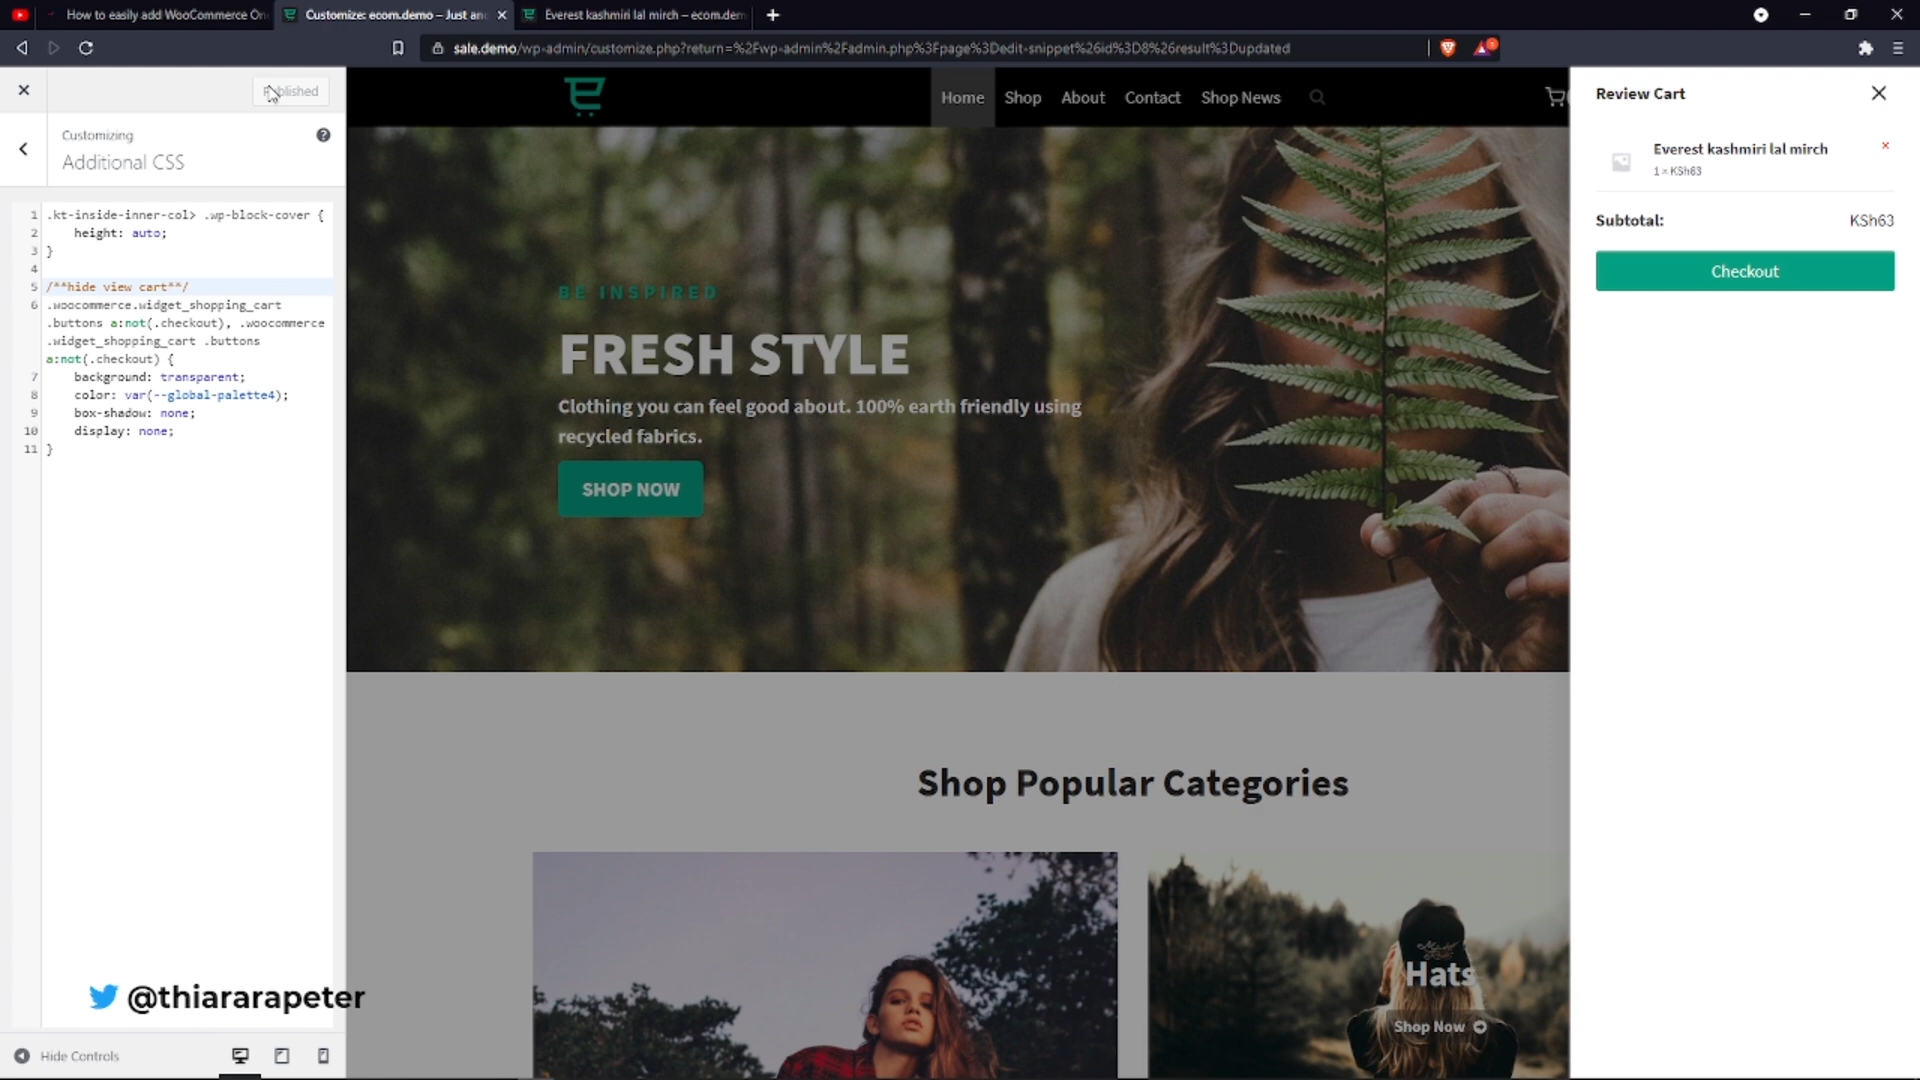 How to easily add WooCommerce On
Customize: ecom.demo – Just an
Everest kashmiri lal mirch – ecom.dem
sale.demo/wp-admin/customize.php?return=%2Fwp-admin%2Fadmin.php%3Fpage%3Dedit-snippet%26id%3D8%26result%3Dupdated
Published
Customizing
Additional CSS
1 .kt-inside-inner-col> .wp-block-cover {
2 height: auto;
3 }
4
5 /**hide view cart**/
6 .woocommerce.widget_shopping_cart
.buttons a:not(.checkout), .woocommerce
.widget_shopping_cart .buttons
a:not(.checkout) {
7 background: transparent;
8 color: var(--global-palette4);
9 box-shadow: none;
10 display: none;
11 }
@thiararapeter
Hide Controls
Home Shop About Contact Shop News
BE INSPIRED
FRESH STYLE
Clothing you can feel good about. 100% earth friendly using
recycled fabrics.
SHOP NOW
Shop Popular Categories
Hats
Shop Now
Review Cart
Everest kashmiri lal mirch
1 × KSh63
Subtotal: KSh63
Checkout